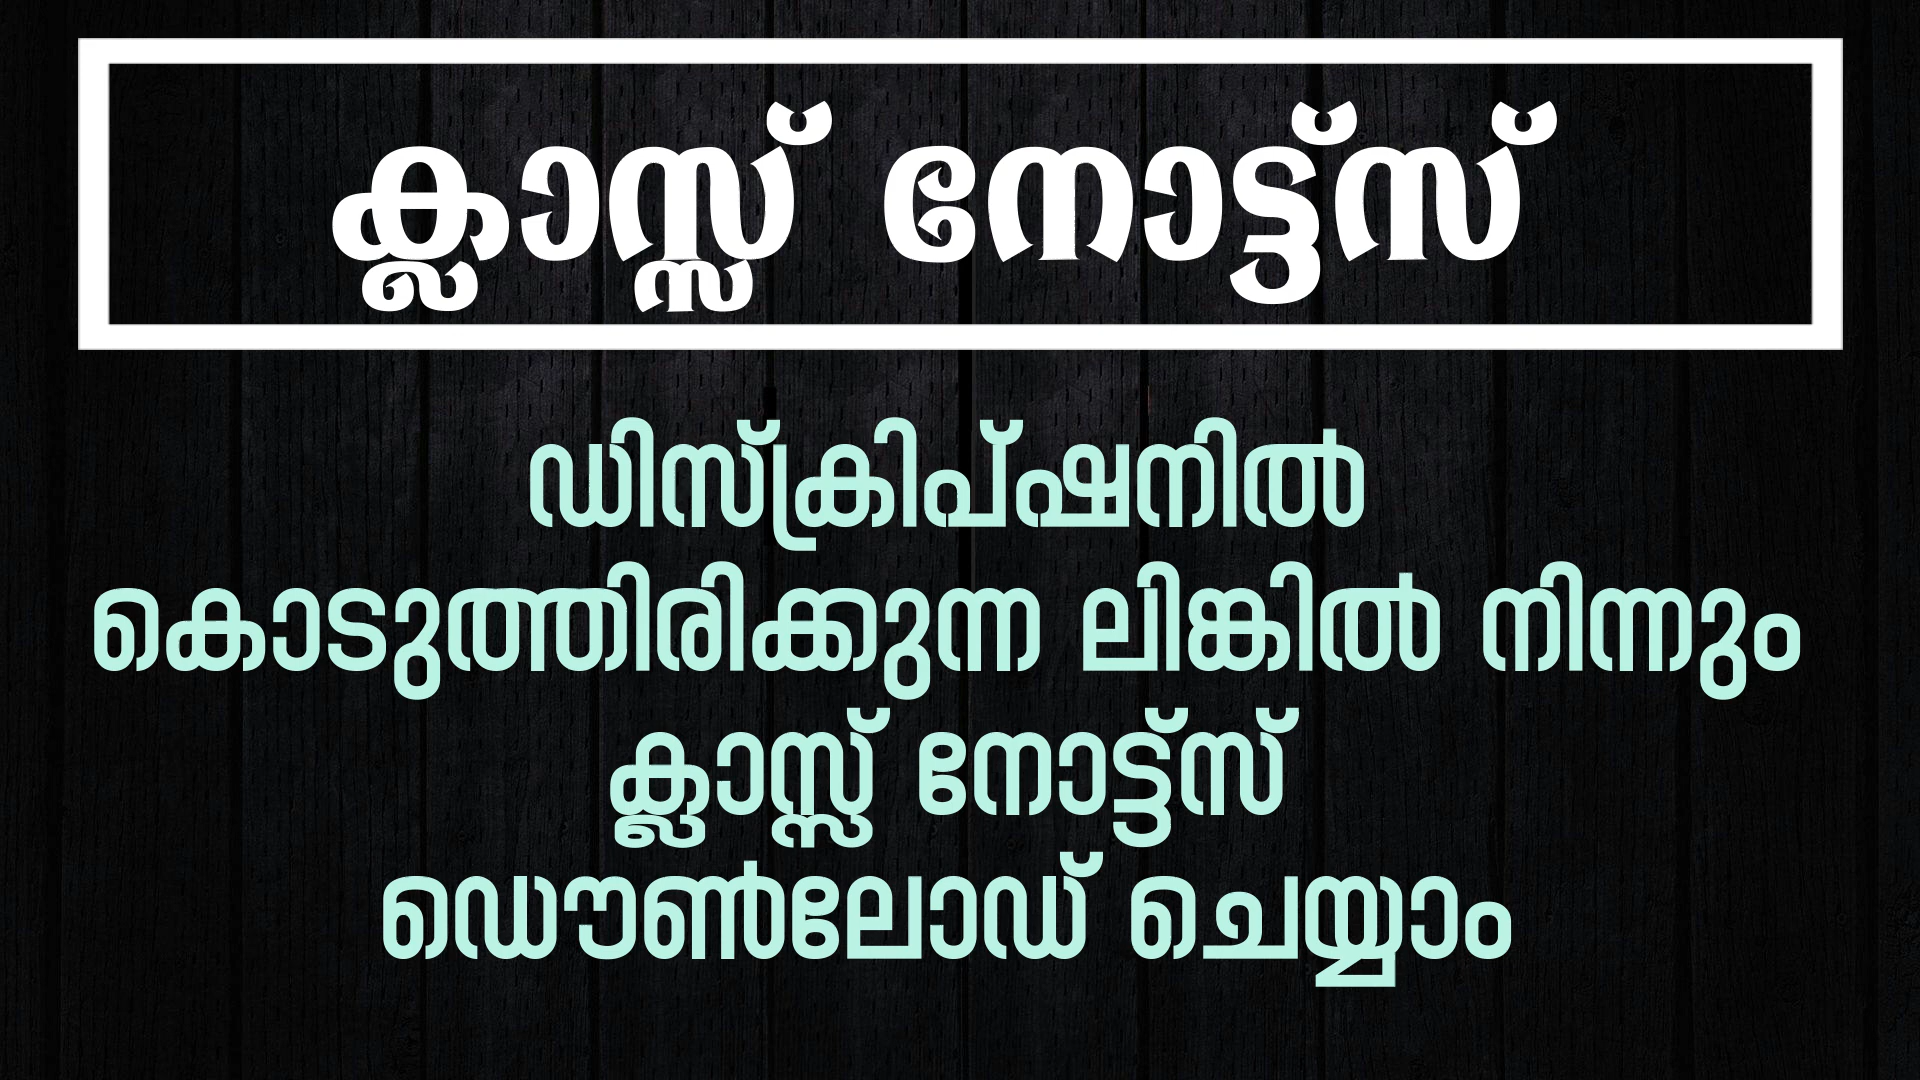 ക്ലാസ്സ് നോട്ട്സ്
ഡിസ്ക്രിപ്ഷനിൽ
കൊടുത്തിരിക്കുന്ന ലിങ്കിൽ നിന്നും
ക്ലാസ്സ് നോട്ട്സ്
ഡൌൺലോഡ് ചെയ്യാം